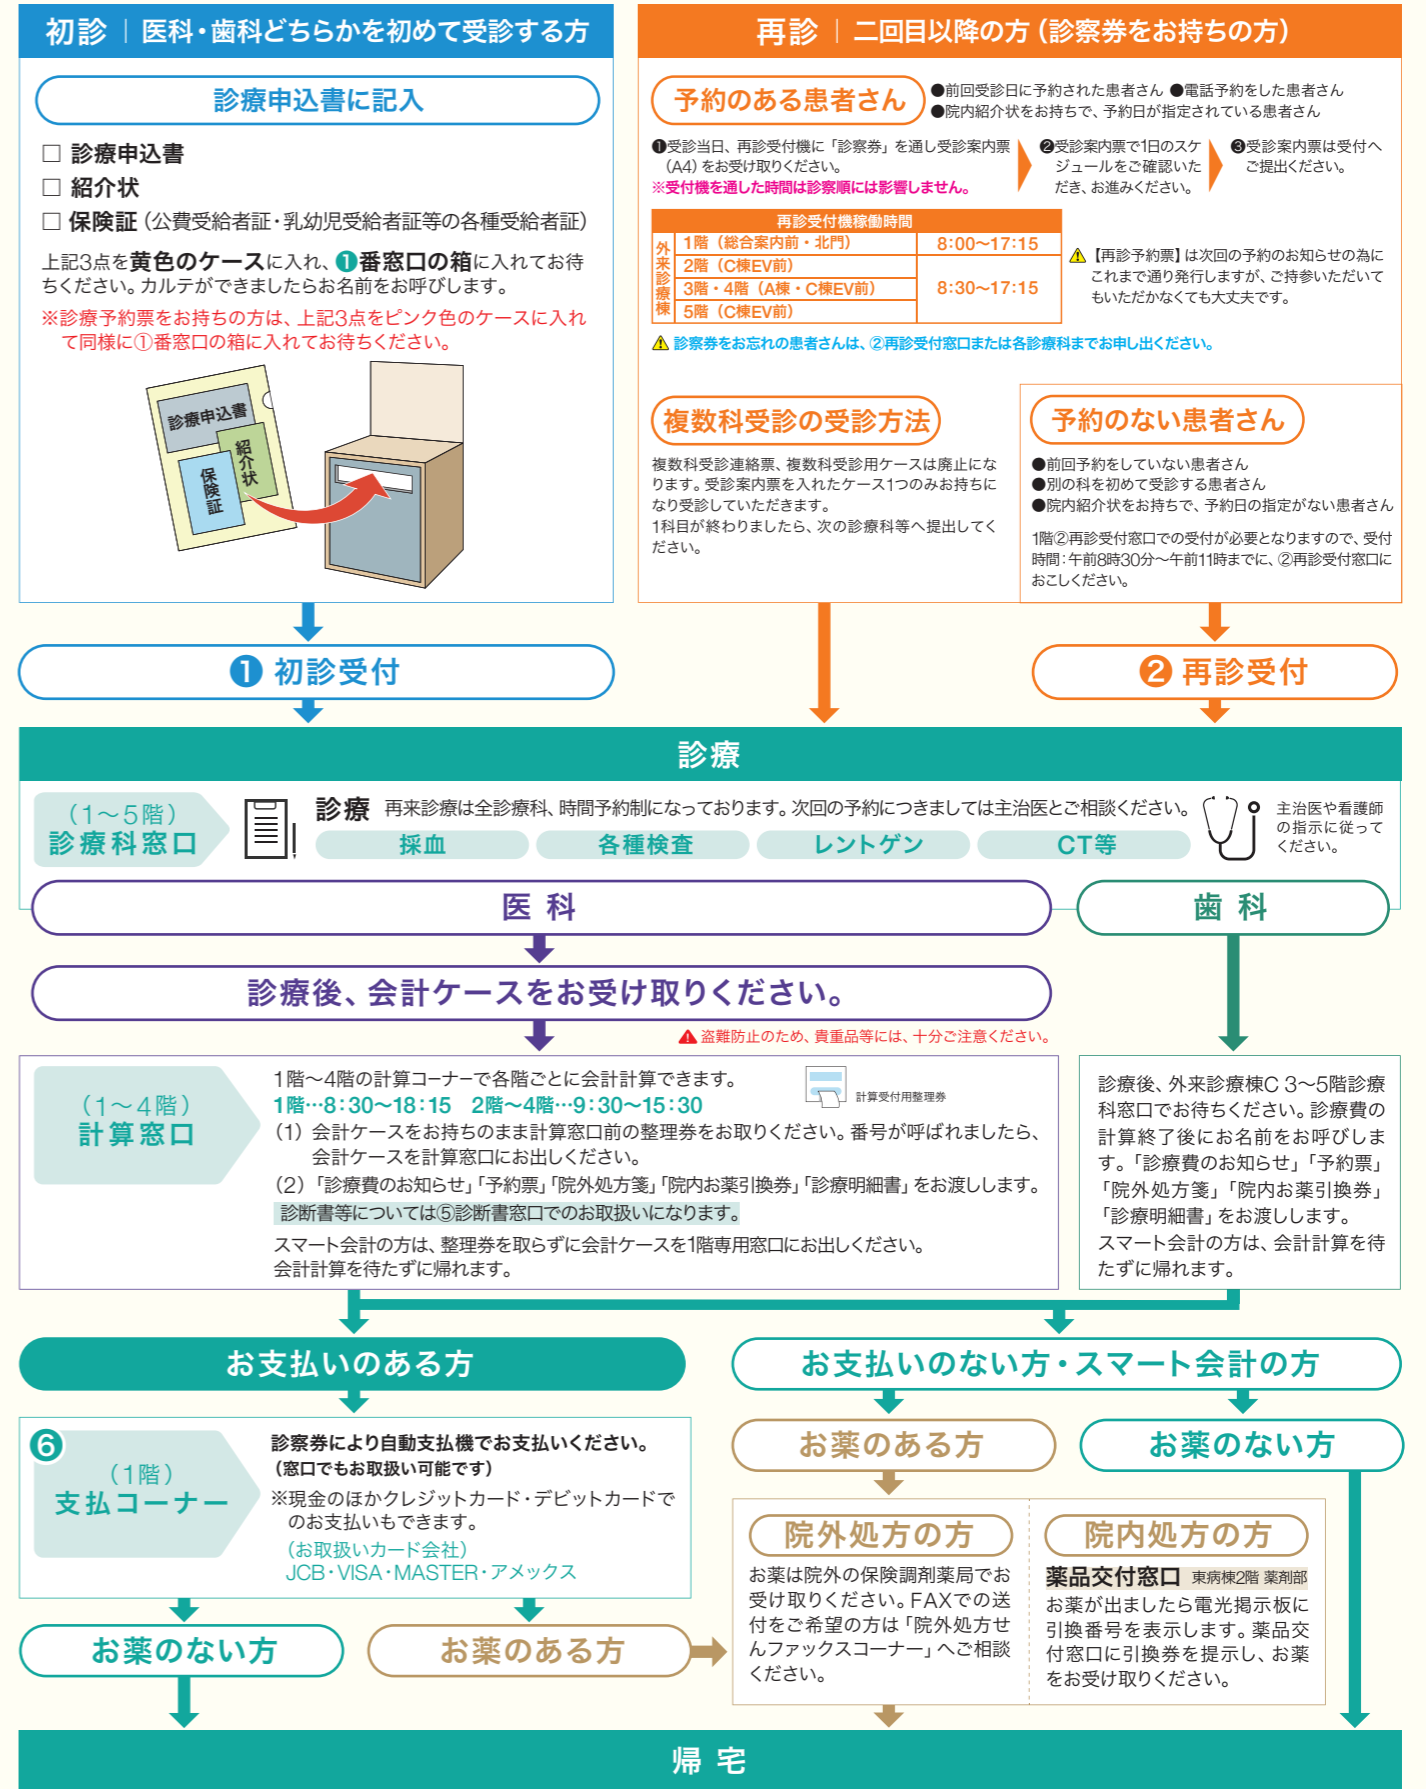 初診｜医科・歯科どちらかを初めて受診する方
診療申込書に記入
□ 診療申込書
□ 紹介状
□ 保険証（公費受給者証・乳幼児受給者証等の各種受給者証）
上記3点を黄色のケースに入れ、❶番窓口の箱に入れてお待
ちください。カルテができましたらお名前をお呼びします。
※診療予約票をお持ちの方は、上記3点をピンク色のケースに入れ
て同様に①番窓口の箱に入れてお待ちください。
診療申込書
紹介状
保険証
再診｜二回目以降の方（診察券をお持ちの方）
予約のある患者さん
●前回受診日に予約された患者さん ●電話予約をした患者さん
●院内紹介状をお持ちで、予約日が指定されている患者さん
❶受診当日、再診受付機に「診察券」を通し受診案内票
（A4）をお受け取りください。
※受付機を通した時間は診察順には影響しません。
❷受診案内票で1日のスケ
ジュールをご確認いた
だき、お進みください。
❸受診案内票は受付へ
ご提出ください。
再診受付機稼働時間
外来診療棟
1階（総合案内前・北門） 8:00～17:15
2階（C棟EV前）
3階・4階（A棟・C棟EV前） 8:30～17:15
5階（C棟EV前）
【再診予約票】は次回の予約のお知らせの為に
これまで通り発行しますが、ご持参いただいて
もいただかなくても大丈夫です。
診察券をお忘れの患者さんは、②再診受付窓口または各診療科までお申し出ください。
複数科受診の受診方法
複数科受診連絡票、複数科受診用ケースは廃止にな
ります。受診案内票を入れたケース1つのみお持ちに
なり受診していただきます。
1科目が終わりましたら、次の診療科等へ提出してく
ださい。
予約のない患者さん
●前回予約をしていない患者さん
●別の科を初めて受診する患者さん
●院内紹介状をお持ちで、予約日の指定がない患者さん
1階②再診受付窓口での受付が必要となりますので、受付
時間：午前8時30分～午前11時までに、②再診受付窓口に
おこしください。
❶ 初診受付
❷ 再診受付
診療
（1～5階）
診療科窓口
診療 再来診療は全診療科、時間予約制になっております。次回の予約につきましては主治医とご相談ください。
採血 各種検査 レントゲン CT等
主治医や看護師
の指示に従って
ください。
医科
歯科
診療後、会計ケースをお受け取りください。
盗難防止のため、貴重品等には、十分ご注意ください。
（1～4階）
計算窓口
1階～4階の計算コーナーで各階ごとに会計計算できます。
1階…8:30～18:15 2階～4階…9:30～15:30
計算受付用整理券
（1）会計ケースをお持ちのまま計算窓口前の整理券をお取りください。番号が呼ばれましたら、
会計ケースを計算窓口にお出しください。
（2）「診療費のお知らせ」「予約票」「院外処方箋」「院内お薬引換券」「診療明細書」をお渡しします。
診断書等については⑤診断書窓口でのお取扱いになります。
スマート会計の方は、整理券を取らずに会計ケースを1階専用窓口にお出しください。
会計計算を待たずに帰れます。
診療後、外来診療棟C 3～5階診療
科窓口でお待ちください。診療費の
計算終了後にお名前をお呼びしま
す。「診療費のお知らせ」「予約票」
「院外処方箋」「院内お薬引換券」
「診療明細書」をお渡しします。
スマート会計の方は、会計計算を待
たずに帰れます。
お支払いのある方
お支払いのない方・スマート会計の方
❻
（1階）
支払コーナー
診察券により自動支払機でお支払いください。
（窓口でもお取扱い可能です）
※現金のほかクレジットカード・デビットカードで
のお支払いもできます。
（お取扱いカード会社）
JCB・VISA・MASTER・アメックス
お薬のない方
お薬のある方
お薬のある方
お薬のない方
院外処方の方
お薬は院外の保険調剤薬局でお
受け取りください。FAXでの送
付をご希望の方は「院外処方せ
んファックスコーナー」へご相談
ください。
院内処方の方
薬品交付窓口 東病棟2階 薬剤部
お薬が出ましたら電光掲示板に
引換番号を表示します。薬品交
付窓口に引換券を提示し、お薬
をお受け取りください。
帰宅